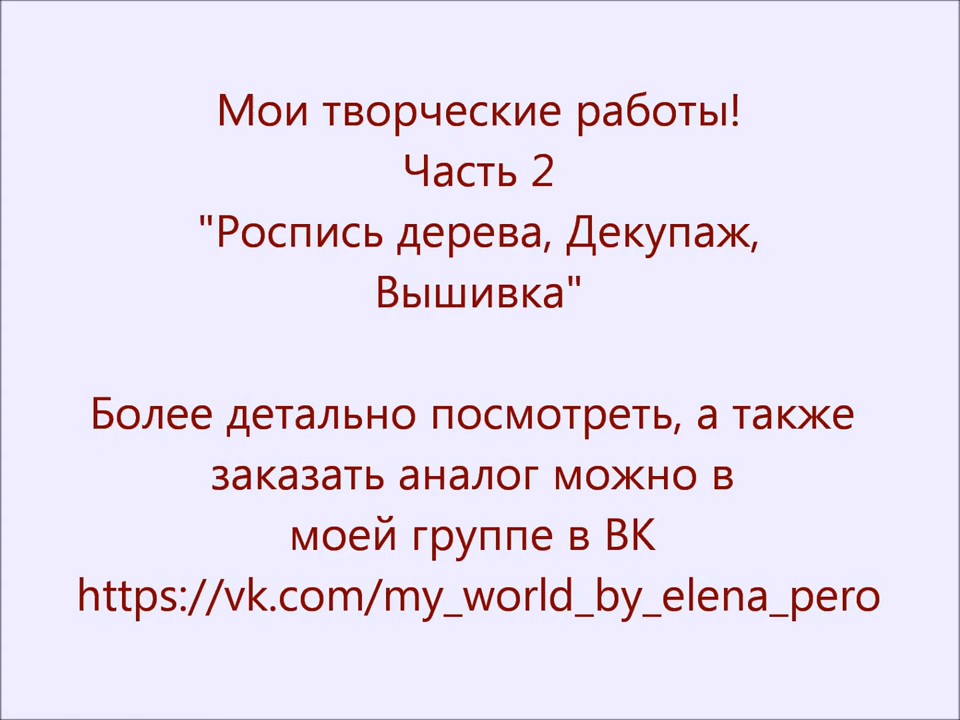 Мои творческие работы!
Часть 2
"Роспись дерева, Декупаж,
Вышивка"
Более детально посмотреть, а также
заказать аналог можно в
моей группе в ВК
https://vk.com/my_world_by_elena_pero